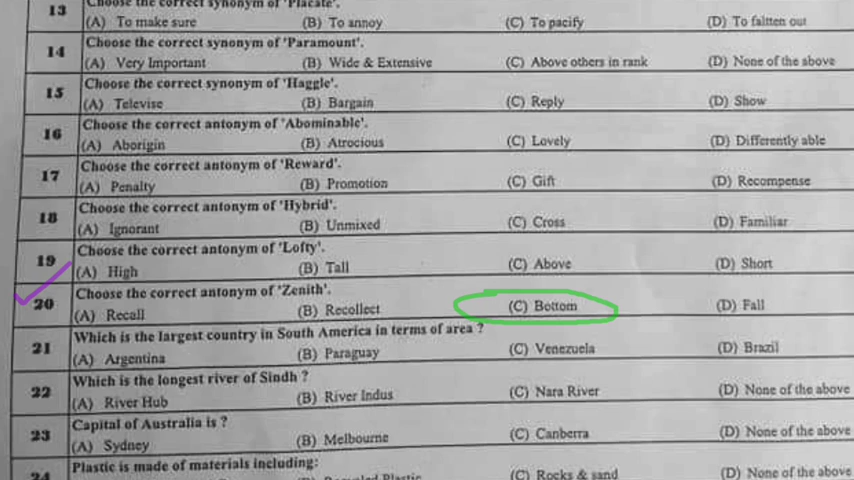 13 Choose the correct synonym of 'Placate'.
(A) To make sure (B) To annoy (C) To pacify (D) To faltten out
14 Choose the correct synonym of 'Paramount'.
(A) Very Important (B) Wide & Extensive (C) Above others in rank (D) None of the above
15 Choose the correct synonym of 'Haggle'.
(A) Televise (B) Bargain (C) Reply (D) Show
16 Choose the correct antonym of 'Abominable'.
(A) Aborigin (B) Atrocious (C) Lovely (D) Differently able
17 Choose the correct antonym of 'Reward'.
(A) Penalty (B) Promotion (C) Gift (D) Recompense
18 Choose the correct antonym of 'Hybrid'.
(A) Ignorant (B) Unmixed (C) Cross (D) Familiar
19 Choose the correct antonym of 'Lofty'.
(A) High (B) Tall (C) Above (D) Short
20 Choose the correct antonym of 'Zenith'.
(A) Recall (B) Recollect (C) Bottom (D) Fall
21 Which is the largest country in South America in terms of area ?
(A) Argentina (B) Paraguay (C) Venezuela (D) Brazil
22 Which is the longest river of Sindh ?
(A) River Hub (B) River Indus (C) Nara River (D) None of the above
23 Capital of Australia is ?
(A) Sydney (B) Melbourne (C) Canberra (D) None of the above
24 Plastic is made of materials including:
Plastic (C) Rocks & sand (D) None of the above